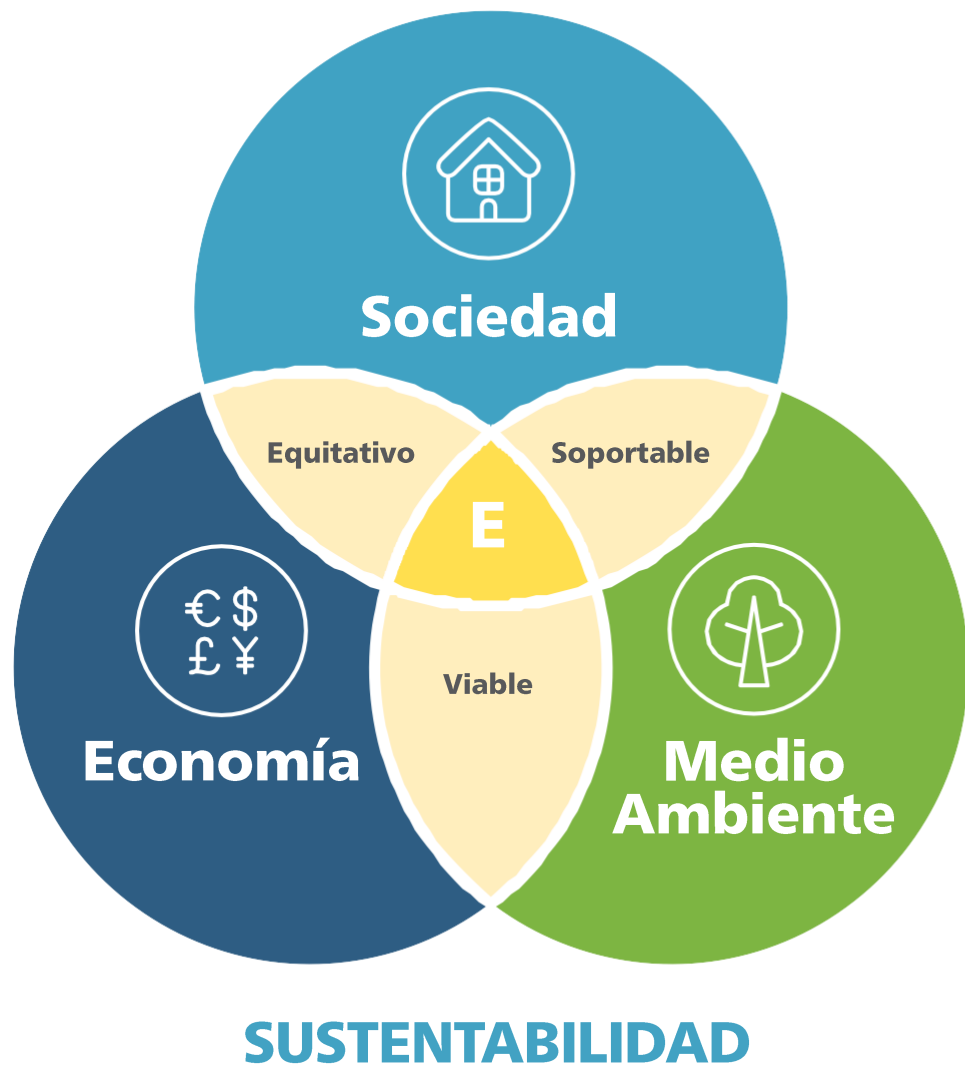 € $
£ ¥
Sociedad
Equitativo
Soportable
E
Viable
Economía
Medio
Ambiente
SUSTENTABILIDAD